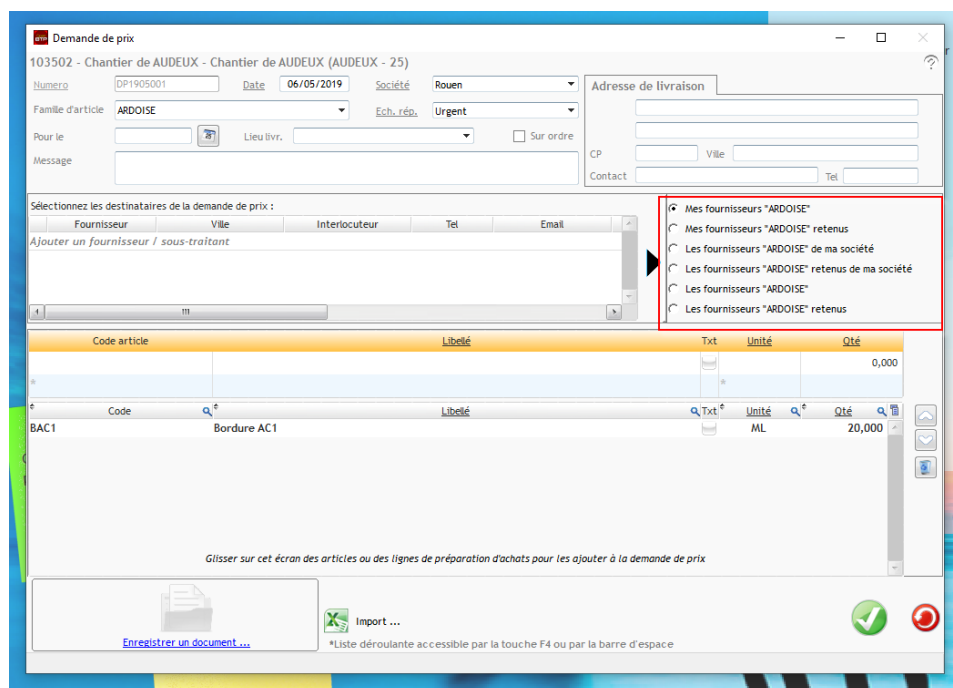 Demande de prix
103502 - Chantier de AUDEUX - Chantier de AUDEUX (AUDEUX - 25)
Numero DP1905001 Date 06/05/2019 Société Rouen
Adresse de livraison
Famille d'article ARDOISE Ech. rép. Urgent
Pour le Lieu livr. Sur ordre
CP Ville
Message
Contact Tel
Sélectionnez les destinataires de la demande de prix :
Fournisseur Ville Interlocuteur Tel Email
Ajouter un fournisseur / sous-traitant
Mes fournisseurs "ARDOISE"
Mes fournisseurs "ARDOISE" retenus
Les fournisseurs "ARDOISE" de ma société
Les fournisseurs "ARDOISE" retenus de ma société
Les fournisseurs "ARDOISE"
Les fournisseurs "ARDOISE" retenus
Code article Libellé Txt Unité Qté
0,000
* *
Code Libellé Txt Unité Qté
BAC1 Bordure AC1 ML 20,000
Glisser sur cet écran des articles ou des lignes de préparation d'achats pour les ajouter à la demande de prix
Import ...
Enregistrer un document ...
*Liste déroulante accessible par la touche F4 ou par la barre d'espace